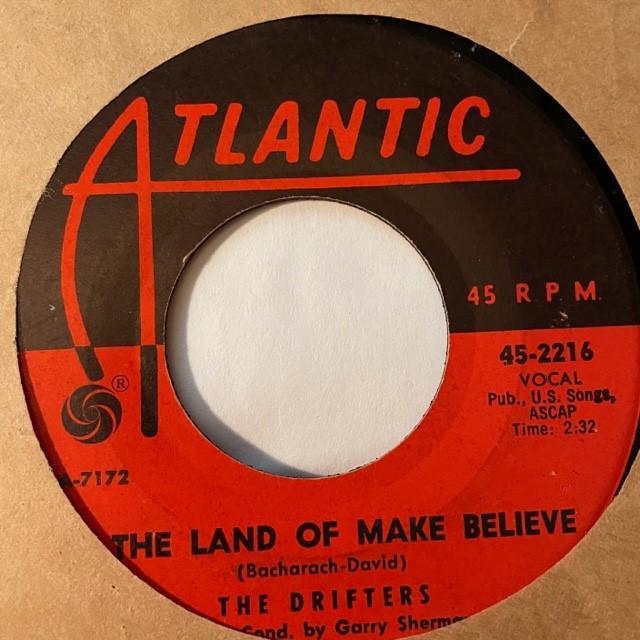 ATLANTIC
45 R.P.M.
45-2216
VOCAL
Pub., U.S. Songs,
ASCAP
Time: 2:32
®
A-7172
THE LAND OF MAKE BELIEVE
(Bacharach-David)
THE DRIFTERS
Cond. by Garry